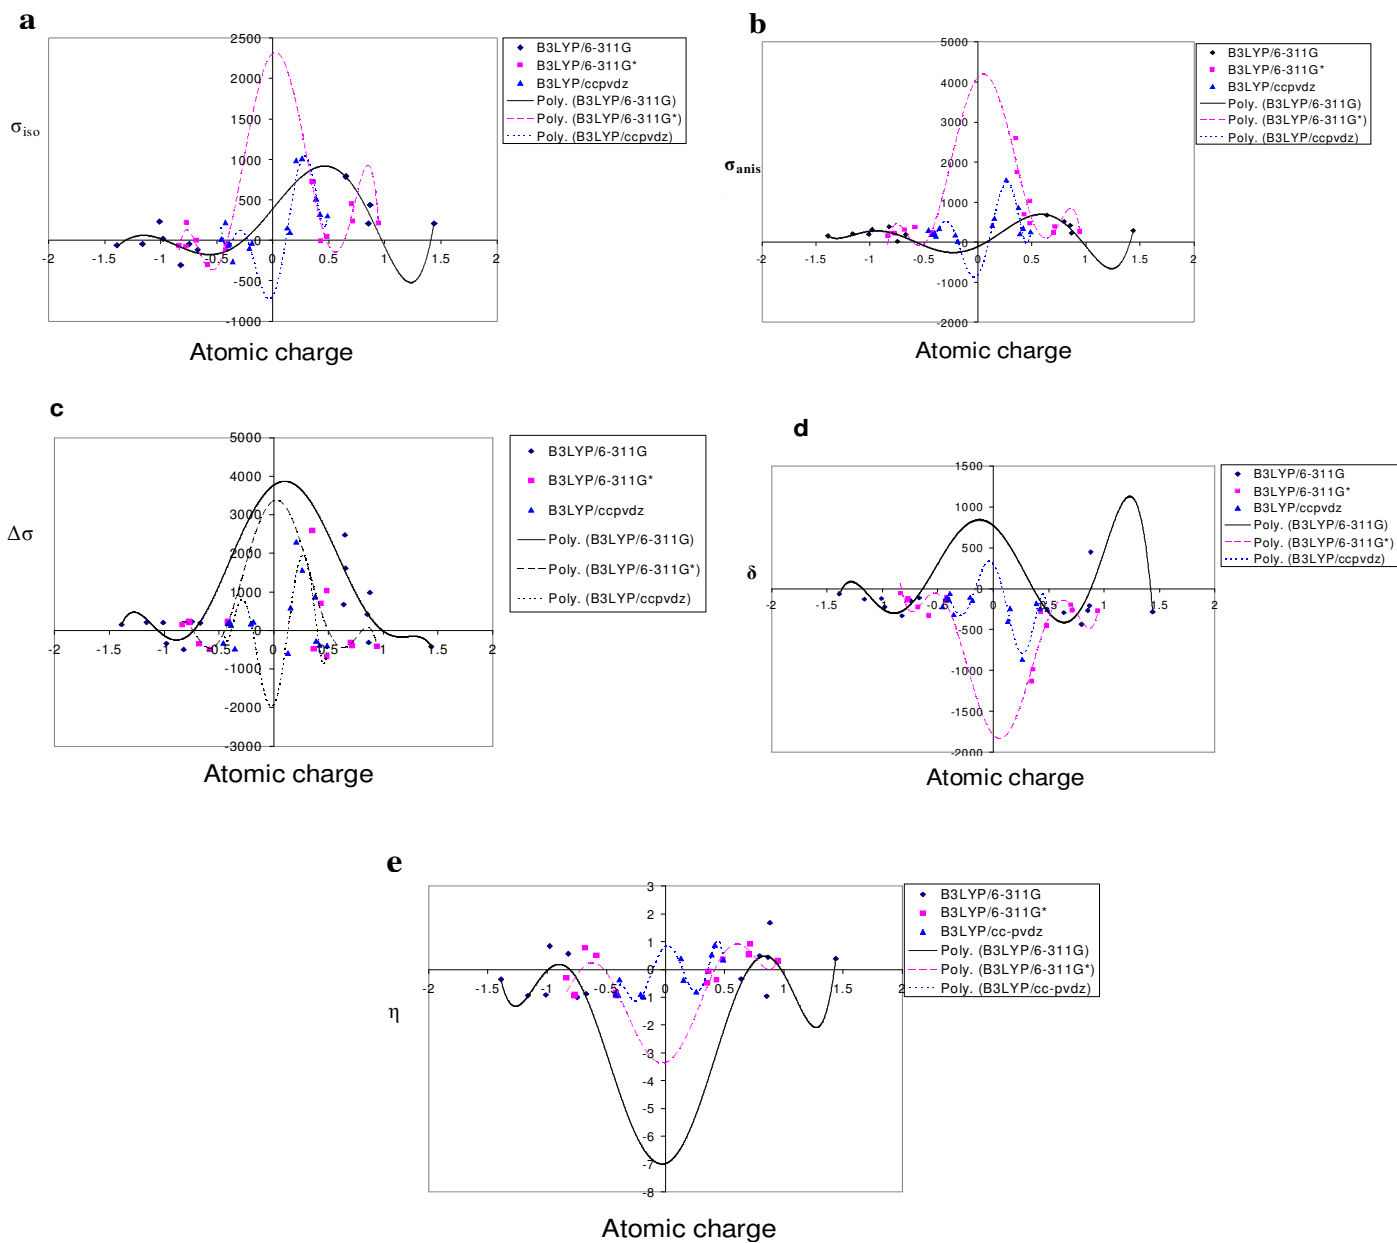 a
2500
2000
1500
1000
500
0
-500
-1000
-2 -1.5 -1 -0.5 0 0.5 1 1.5 2
σiso
Atomic charge
B3LYP/6-311G
B3LYP/6-311G*
B3LYP/ccpvdz
Poly. (B3LYP/6-311G)
Poly. (B3LYP/6-311G*)
Poly. (B3LYP/ccpvdz)
b
5000
4000
3000
2000
1000
0
-1000
-2000
-2 -1.5 -1 -0.5 0 0.5 1 1.5 2
σanis
Atomic charge
B3LYP/6-311G
B3LYP/6-311G*
B3LYP/ccpvdz
Poly. (B3LYP/6-311G)
Poly. (B3LYP/6-311G*)
Poly. (B3LYP/ccpvdz)
c
5000
4000
3000
2000
1000
0
-1000
-2000
-3000
-2 -1.5 -1 -0.5 0 0.5 1 1.5 2
Δσ
Atomic charge
B3LYP/6-311G
B3LYP/6-311G*
B3LYP/ccpvdz
Poly. (B3LYP/6-311G)
Poly. (B3LYP/6-311G*)
Poly. (B3LYP/ccpvdz)
d
1500
1000
500
0
-500
-1000
-1500
-2000
-2 -1.5 -1 -0.5 0 0.5 1 1.5 2
δ
Atomic charge
B3LYP/6-311G
B3LYP/6-311G*
B3LYP/ccpvdz
Poly. (B3LYP/6-311G)
Poly. (B3LYP/6-311G*)
Poly. (B3LYP/ccpvdz)
e
3
2
1
0
-1
-2
-3
-4
-5
-6
-7
-8
-2 -1.5 -1 -0.5 0 0.5 1 1.5 2
η
Atomic charge
B3LYP/6-311G
B3LYP/6-311G*
B3LYP/cc-pvdz
Poly. (B3LYP/6-311G)
Poly. (B3LYP/6-311G*)
Poly. (B3LYP/cc-pvdz)